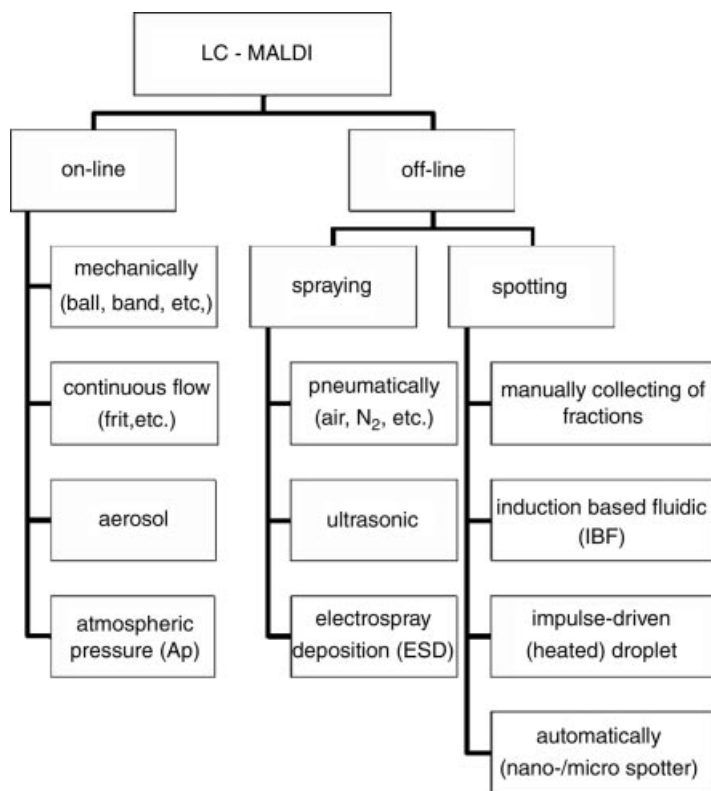 LC - MALDI
on-line
off-line
mechanically
(ball, band, etc,)
continuous flow
(frit,etc.)
aerosol
atmospheric
pressure (Ap)
spraying
pneumatically
(air, N₂, etc.)
ultrasonic
electrospray
deposition (ESD)
spotting
manually collecting of
fractions
induction based fluidic
(IBF)
impulse-driven
(heated) droplet
automatically
(nano-/micro spotter)